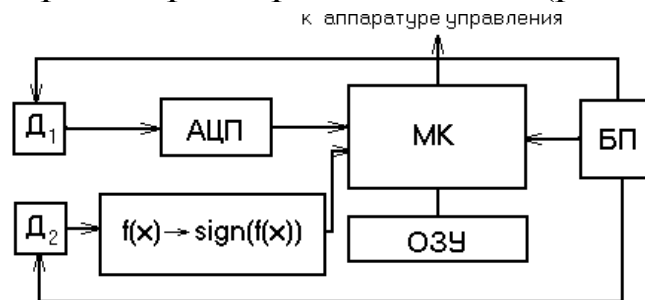 к аппаратуре управления
Д1
АЦП
МК
БП
Д2
f(x)→sign(f(x))
ОЗУ